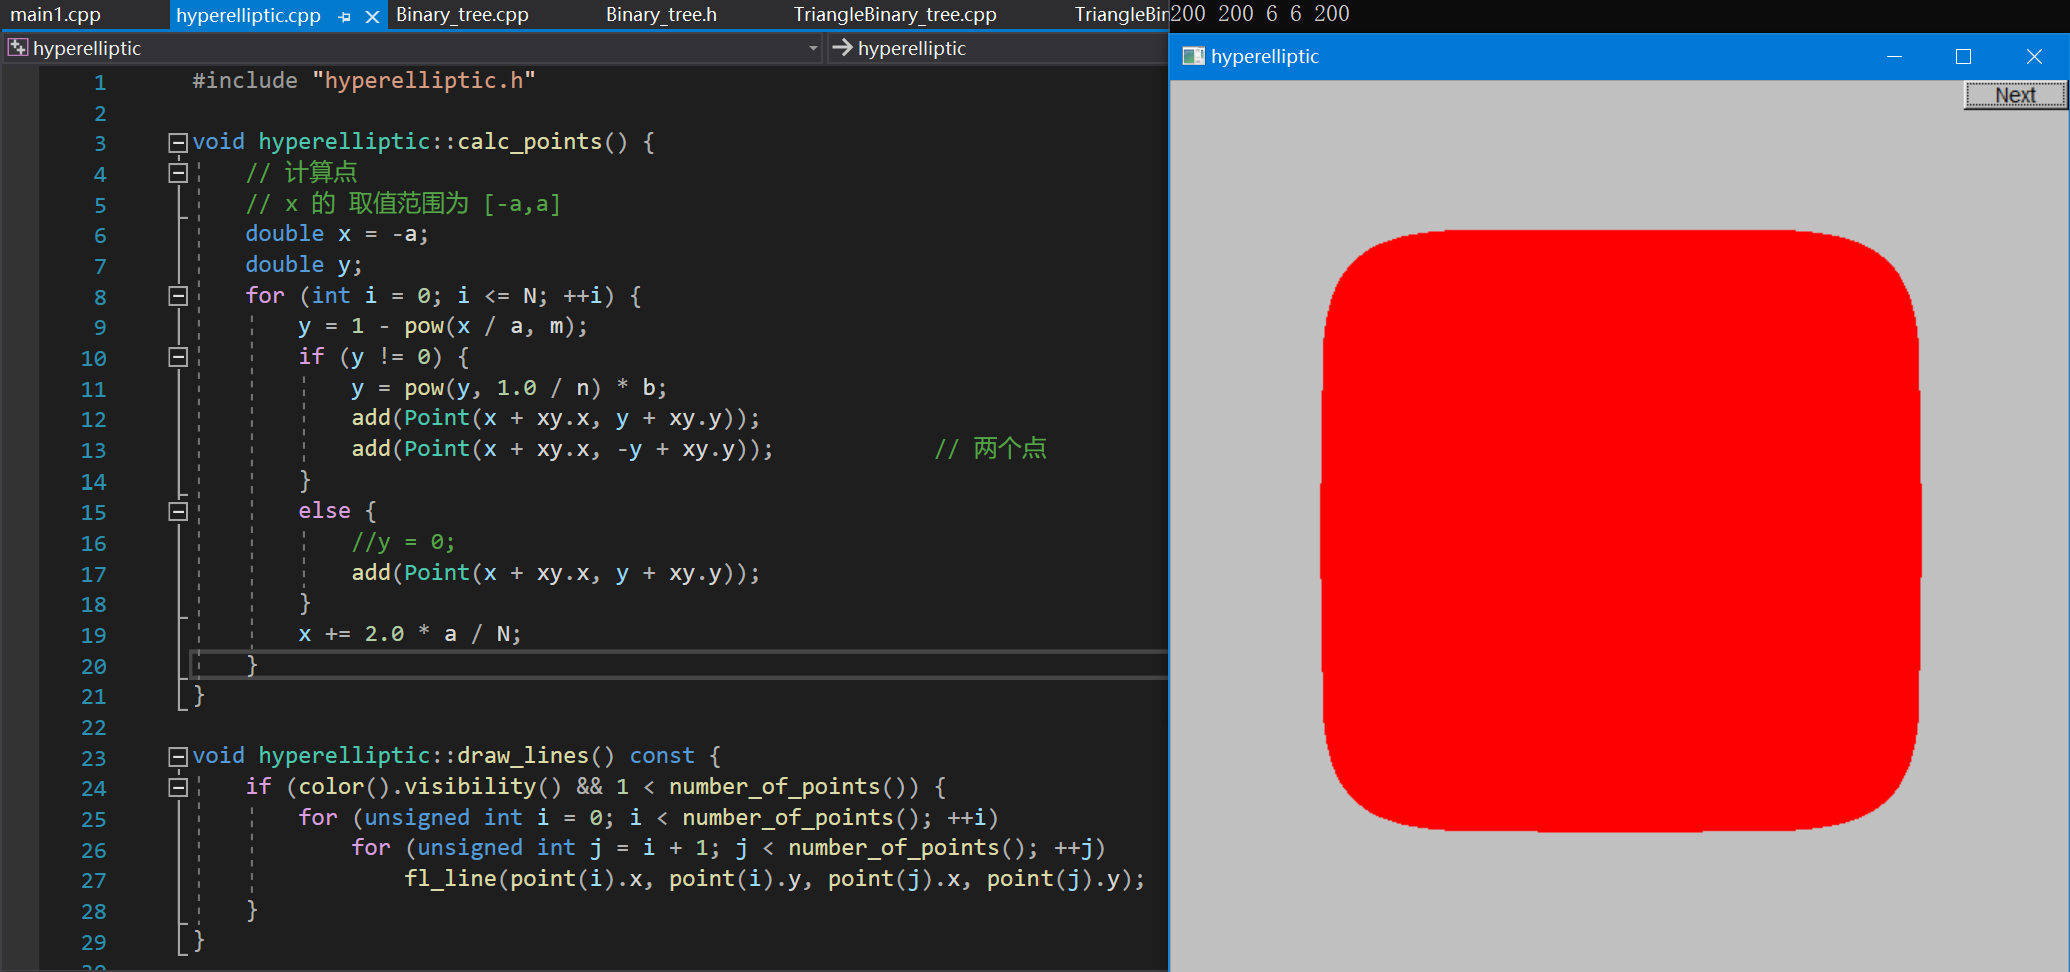 main1.cpp hyperelliptic.cpp Binary_tree.cpp Binary_tree.h TriangleBinary_tree.cpp TriangleBin
200 200 6 6 200
hyperelliptic hyperelliptic
hyperelliptic
Next
1 #include "hyperelliptic.h"
2
3 void hyperelliptic::calc_points() {
4 // 计算点
5 // x 的 取值范围为 [-a,a]
6 double x = -a;
7 double y;
8 for (int i = 0; i <= N; ++i) {
9 y = 1 - pow(x / a, m);
10 if (y != 0) {
11 y = pow(y, 1.0 / n) * b;
12 add(Point(x + xy.x, y + xy.y));
13 add(Point(x + xy.x, -y + xy.y)); // 两个点
14 }
15 else {
16 //y = 0;
17 add(Point(x + xy.x, y + xy.y));
18 }
19 x += 2.0 * a / N;
20 }
21 }
22
23 void hyperelliptic::draw_lines() const {
24 if (color().visibility() && 1 < number_of_points()) {
25 for (unsigned int i = 0; i < number_of_points(); ++i)
26 for (unsigned int j = i + 1; j < number_of_points(); ++j)
27 fl_line(point(i).x, point(i).y, point(j).x, point(j).y);
28 }
29 }